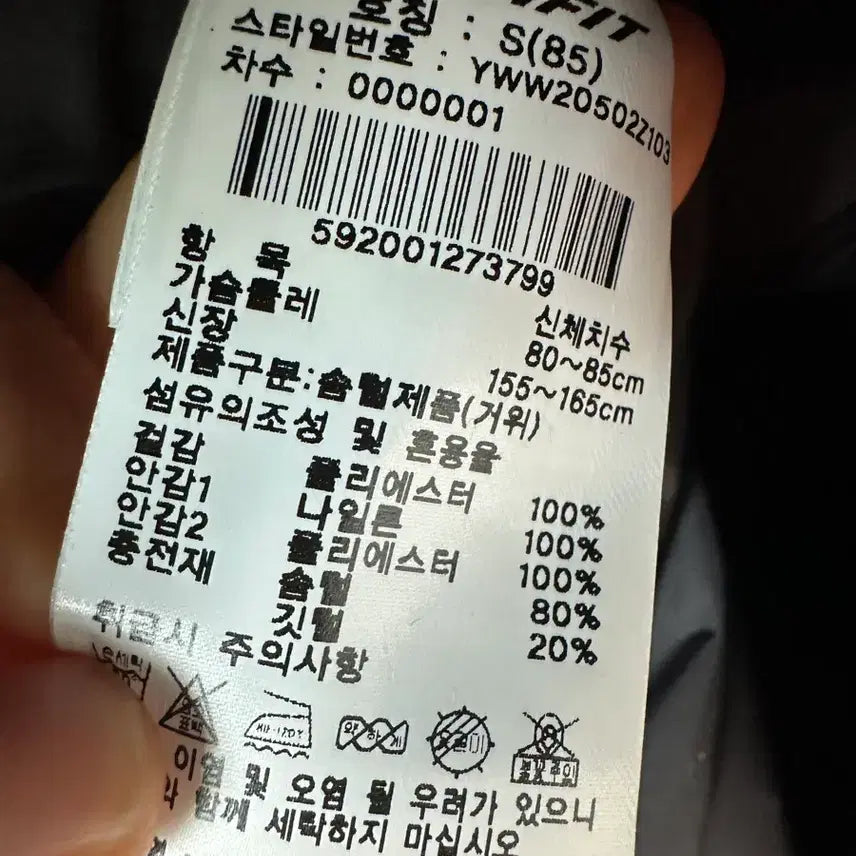 FIT
호칭 : S(85)
스타일번호 : YWW20502Z103
차수 : 0000001
592001273799
항 목 신체치수
가슴둘레 80~85cm
신장 155~165cm
제품구분:솜털제품(거위)
섬유의조성 및 혼용율
겉감 폴리에스터 100%
안감1 나일론 100%
안감2 폴리에스터 100%
충전재 솜털 80%
깃털 20%
취급시 주의사항
이염 및 오염 될 우려가 있으니
함께 세탁하지 마십시오